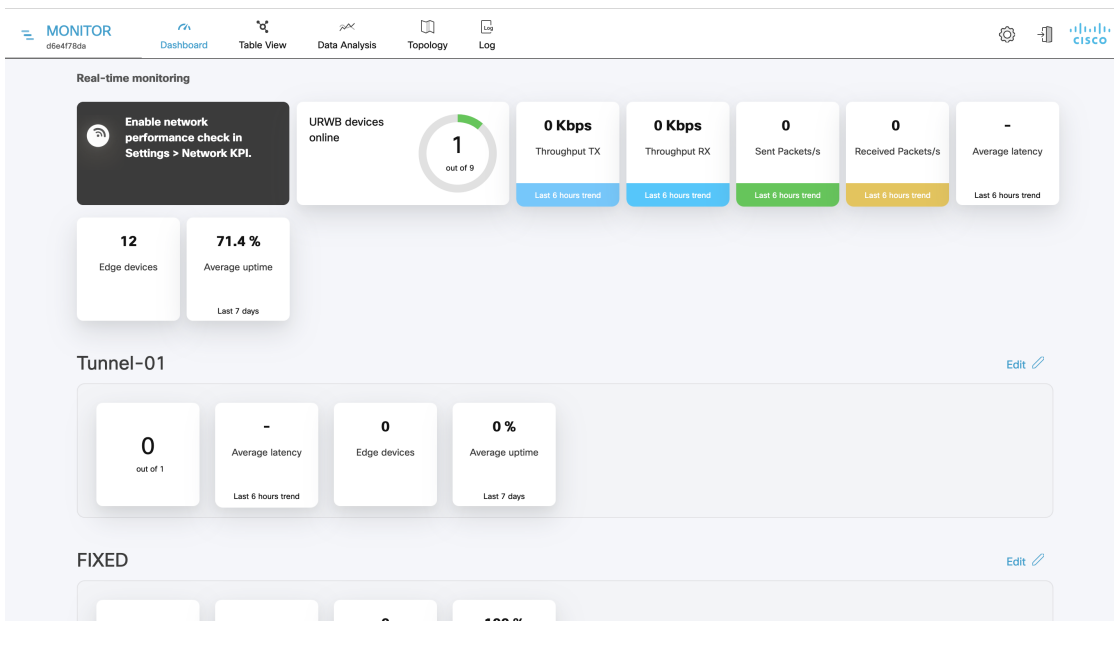 MONITOR
d6e4f78da
Dashboard
Table View
Data Analysis
Topology
Log
Log
CISCO
Real-time monitoring
Enable network
performance check in
Settings > Network KPI.
URWB devices
online
1
out of 9
0 Kbps
Throughput TX
Last 6 hours trend
0 Kbps
Throughput RX
Last 6 hours trend
0
Sent Packets/s
Last 6 hours trend
0
Received Packets/s
Last 6 hours trend
-
Average latency
Last 6 hours trend
12
Edge devices
71.4 %
Average uptime
Last 7 days
Tunnel-01
Edit
0
out of 1
-
Average latency
Last 6 hours trend
0
Edge devices
0 %
Average uptime
Last 7 days
FIXED
Edit